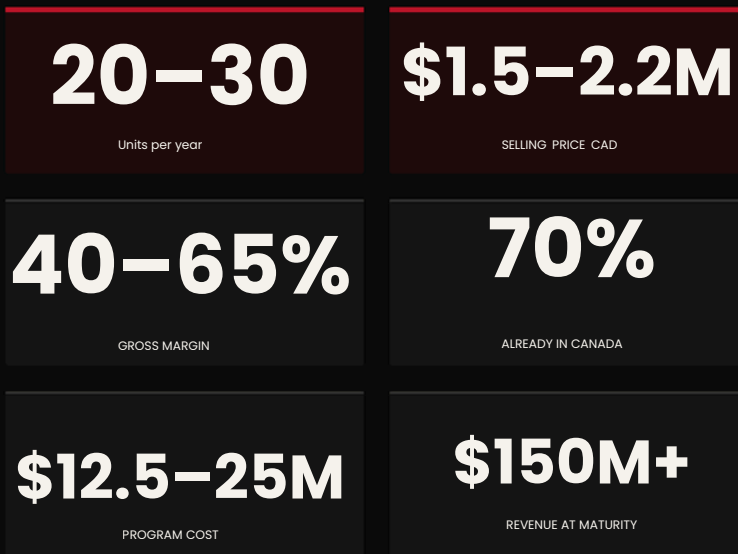 20–30
Units per year
$1.5–2.2M
SELLING PRICE CAD
40–65%
GROSS MARGIN
70%
ALREADY IN CANADA
$12.5–25M
PROGRAM COST
$150M+
REVENUE AT MATURITY